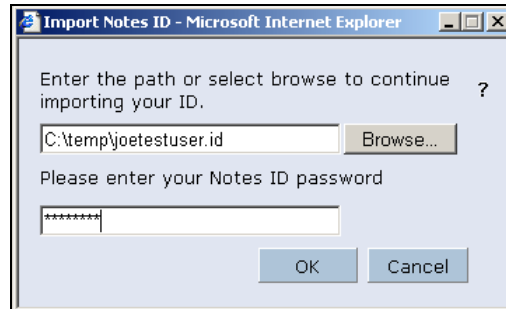 Import Notes ID - Microsoft Internet Explorer
Enter the path or select browse to continue
importing your ID.
?
C:\temp\joetestuser.id
Browse...
Please enter your Notes ID password
********
OK
Cancel